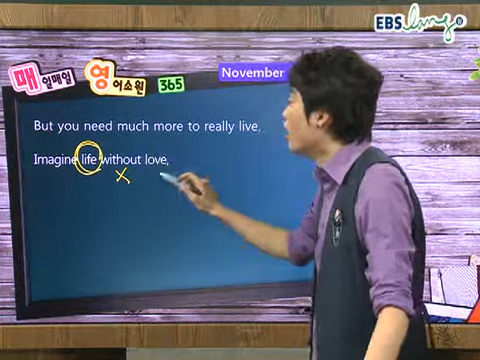 EBSlang
매일매일 영어소원 365
November
But you need much more to really live.
Imagine life without love,